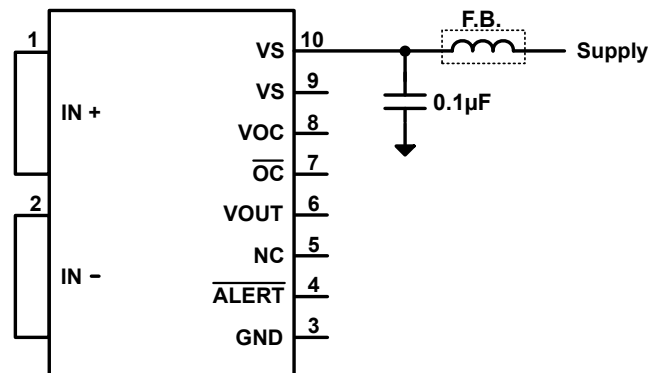 F.B.
1
VS 10
Supply
VS 9
IN +
0.1µF
VOC 8
OC 7
2
VOUT 6
NC 5
IN −
ALERT 4
GND 3